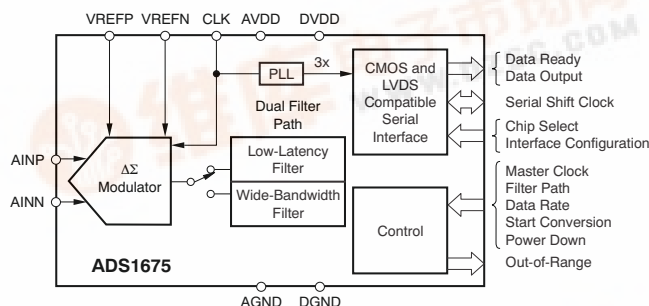 VREFP VREFN CLK AVDD DVDD
PLL
3x
CMOS and
LVDS
Compatible
Serial
Interface
Data Ready
Data Output
Serial Shift Clock
Chip Select
Interface Configuration
Dual Filter
Path
AINP
AINN
ΔΣ
Modulator
Low-Latency
Filter
Wide-Bandwidth
Filter
Control
Master Clock
Filter Path
Data Rate
Start Conversion
Power Down
Out-of-Range
ADS1675
AGND DGND